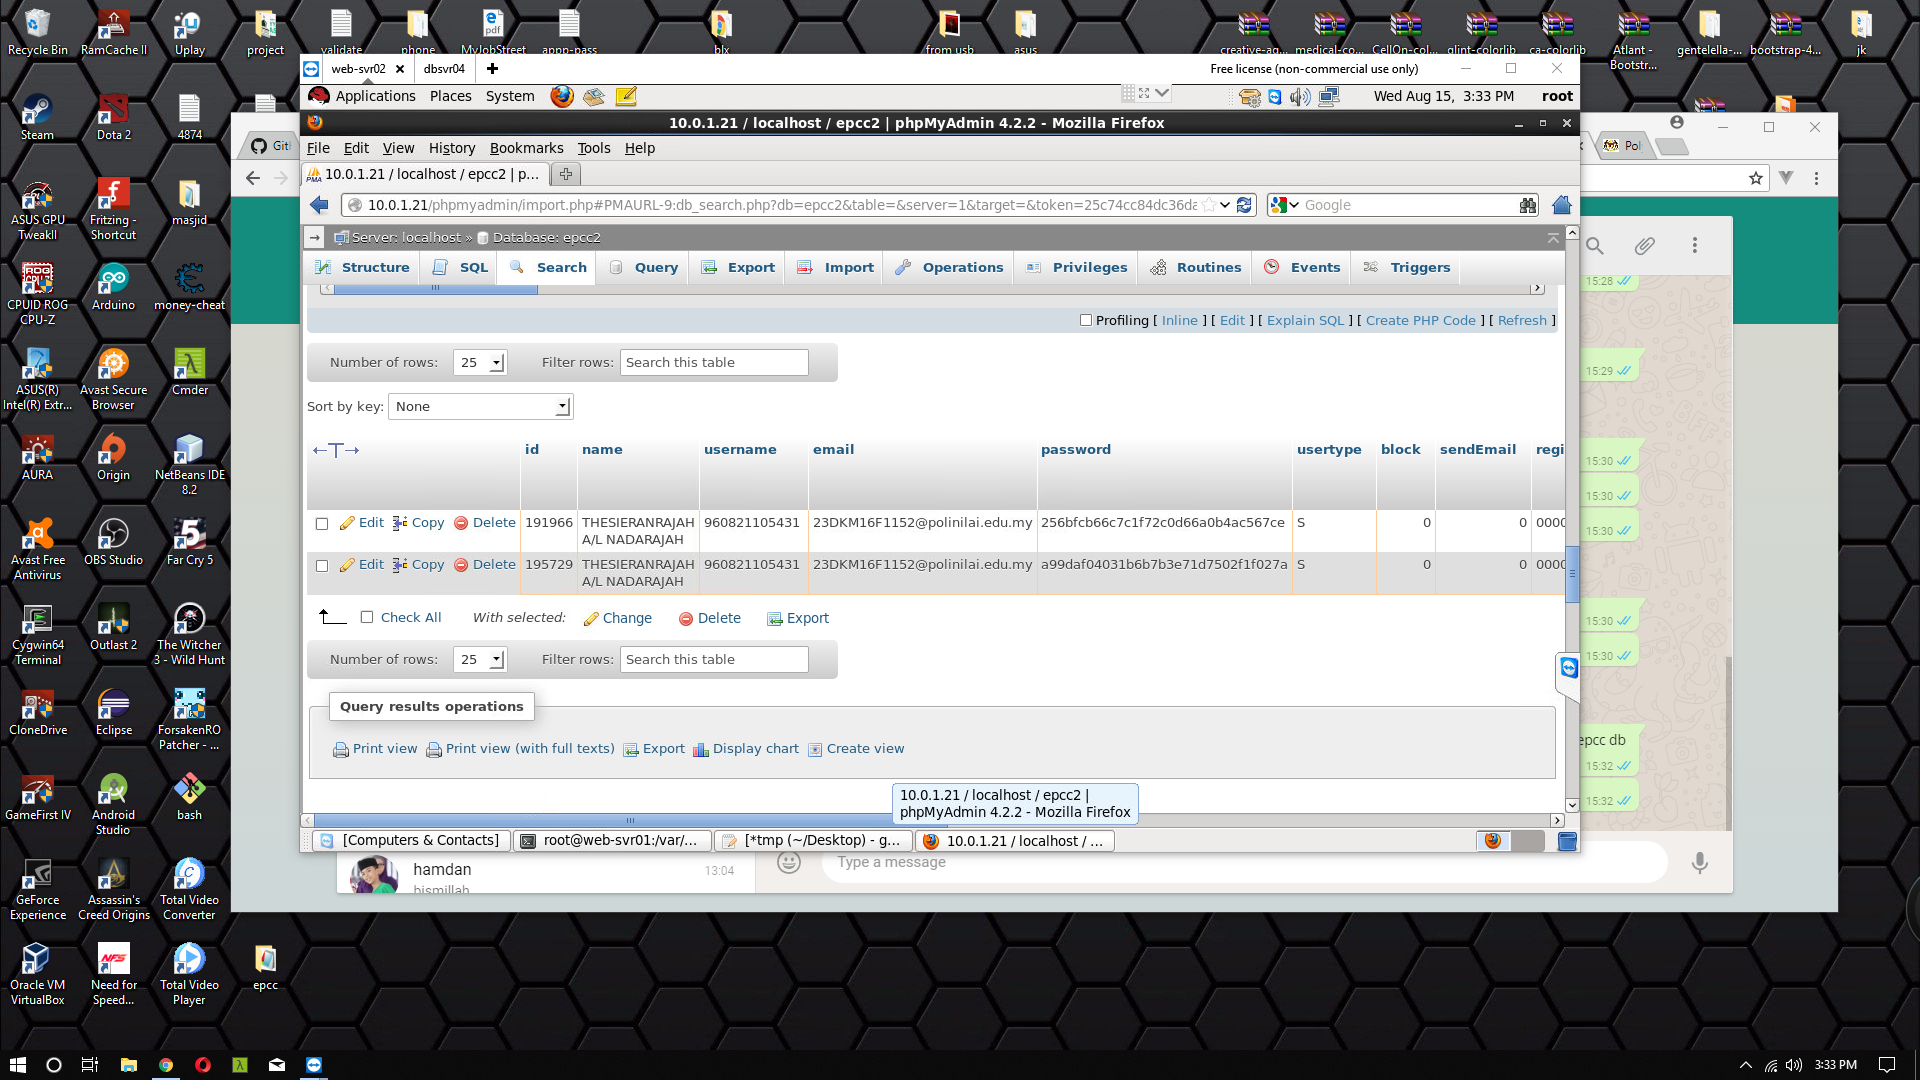 Recycle Bin
RamCache II
Uplay
project
validate
phone
MyJobStreet
appp-pass
blx
from usb
asus
creative-ag...
medical-co...
CellOn-col...
glint-colorlib
ca-colorlib
Atlant -
Bootstr...
gentelella-...
bootstrap-4...
jk
web-svr02
dbsvr04
Free license (non-commercial use only)
Applications Places System
Wed Aug 15, 3:33 PM root
10.0.1.21 / localhost / epcc2 | phpMyAdmin 4.2.2 - Mozilla Firefox
File Edit View History Bookmarks Tools Help
10.0.1.21 / localhost / epcc2 | p...
10.0.1.21/phpmyadmin/import.php#PMAURL-9:db_search.php?db=epcc2&table=&server=1&target=&token=25c74cc84dc36da
Google
Server: localhost » Database: epcc2
Structure SQL Search Query Export Import Operations Privileges Routines Events Triggers
Profiling [ Inline ] [ Edit ] [ Explain SQL ] [ Create PHP Code ] [ Refresh ]
Number of rows: 25 Filter rows: Search this table
Sort by key: None
id name username email password usertype block sendEmail regi
Edit Copy Delete 191966 THESIERANRAJAH 960821105431 23DKM16F1152@polinilai.edu.my 256bfcb66c7c1f72c0d66a0b4ac567ce S 0 0 0000
A/L NADARAJAH
Edit Copy Delete 195729 THESIERANRAJAH 960821105431 23DKM16F1152@polinilai.edu.my a99daf04031b6b7b3e71d7502f1f027a S 0 0 0000
A/L NADARAJAH
Check All With selected: Change Delete Export
Number of rows: 25 Filter rows: Search this table
Query results operations
Print view Print view (with full texts) Export Display chart Create view
10.0.1.21 / localhost / epcc2 |
phpMyAdmin 4.2.2 - Mozilla Firefox
[Computers & Contacts]
root@web-svr01:/var/...
[*tmp (~/Desktop) - g...
10.0.1.21 / localhost / ...
Git
Pol
15:28
15:29
15:30
15:30
15:30
15:30
15:30
epcc db
15:32
15:32
Type a message
hamdan
13:04
bismillah
Steam
Dota 2
4874
ASUS GPU
TweakII
Fritzing -
Shortcut
masjid
CPUID ROG
CPU-Z
Arduino
money-cheat
ASUS(R)
Intel(R) Extr...
Avast Secure
Browser
Cmder
AURA
Origin
NetBeans IDE
8.2
Avast Free
Antivirus
OBS Studio
Far Cry 5
Cygwin64
Terminal
Outlast 2
The Witcher
3 - Wild Hunt
CloneDrive
Eclipse
ForsakenRO
Patcher - ...
GameFirst IV
Android
Studio
bash
GeForce
Experience
Assassin's
Creed Origins
Total Video
Converter
Oracle VM
VirtualBox
Need for
Speed...
Total Video
Player
epcc
3:33 PM